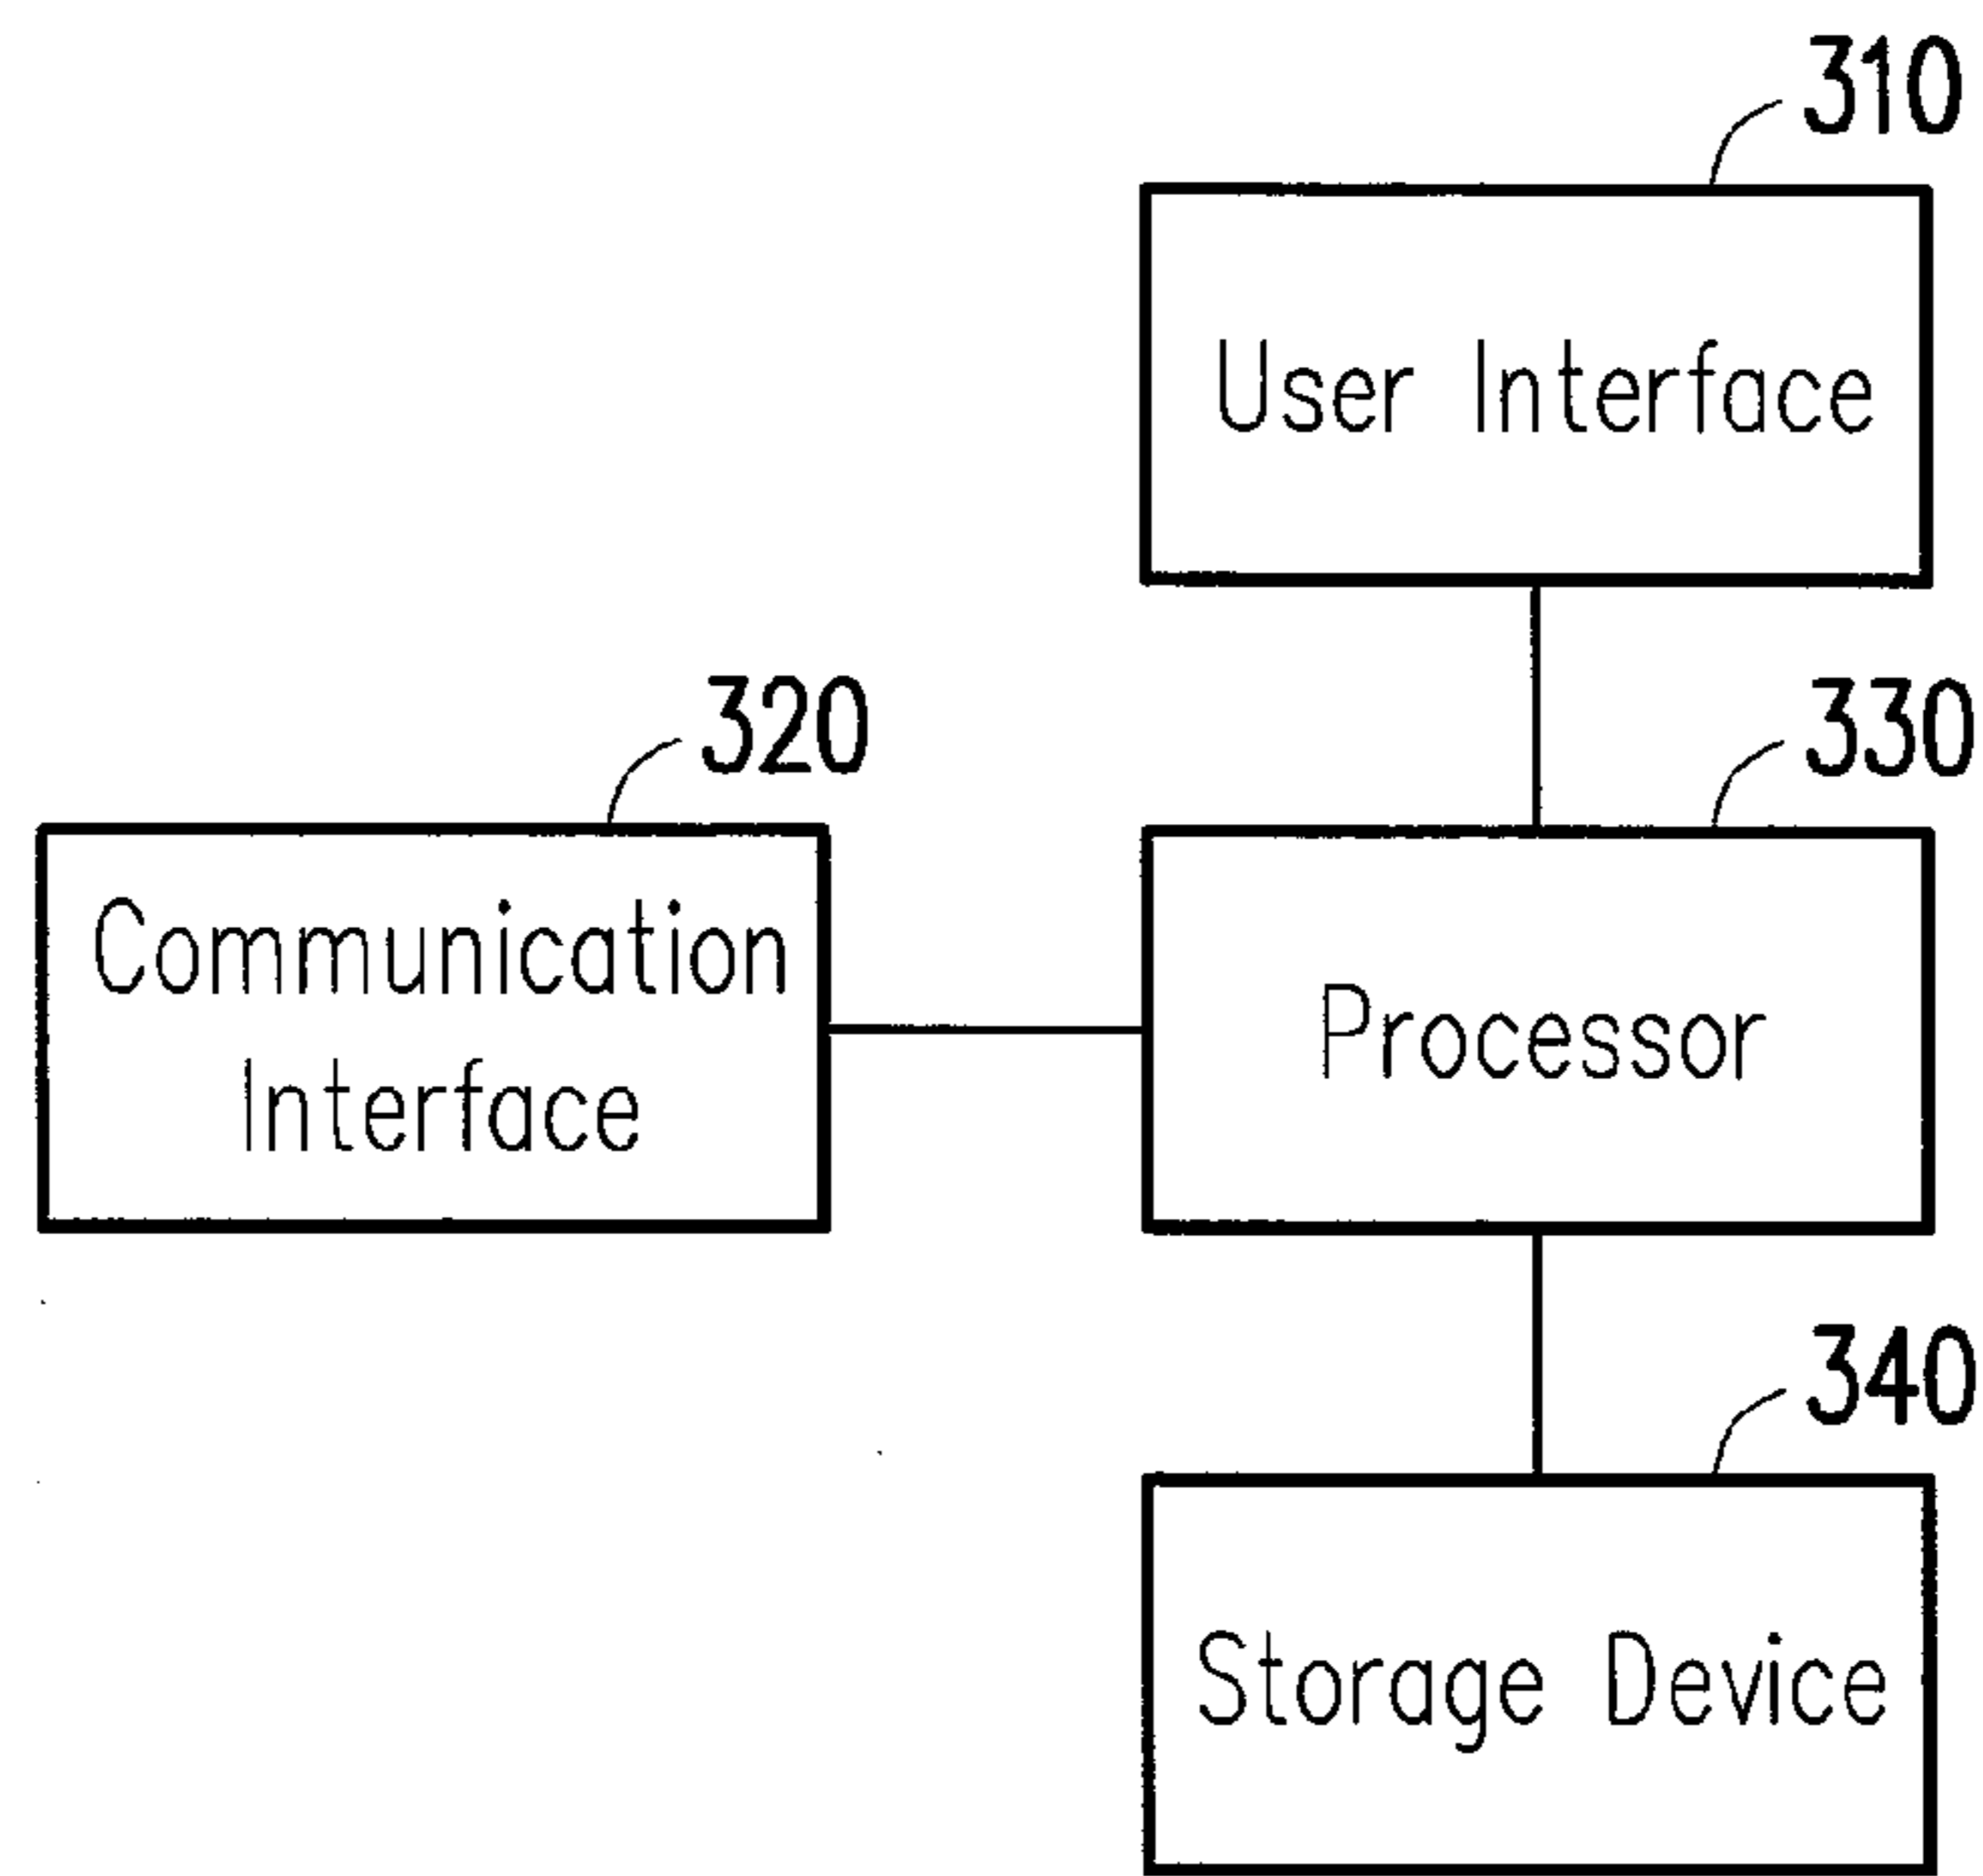 310
User Interface
320
330
Communication
Interface
Processor
340
Storage Device